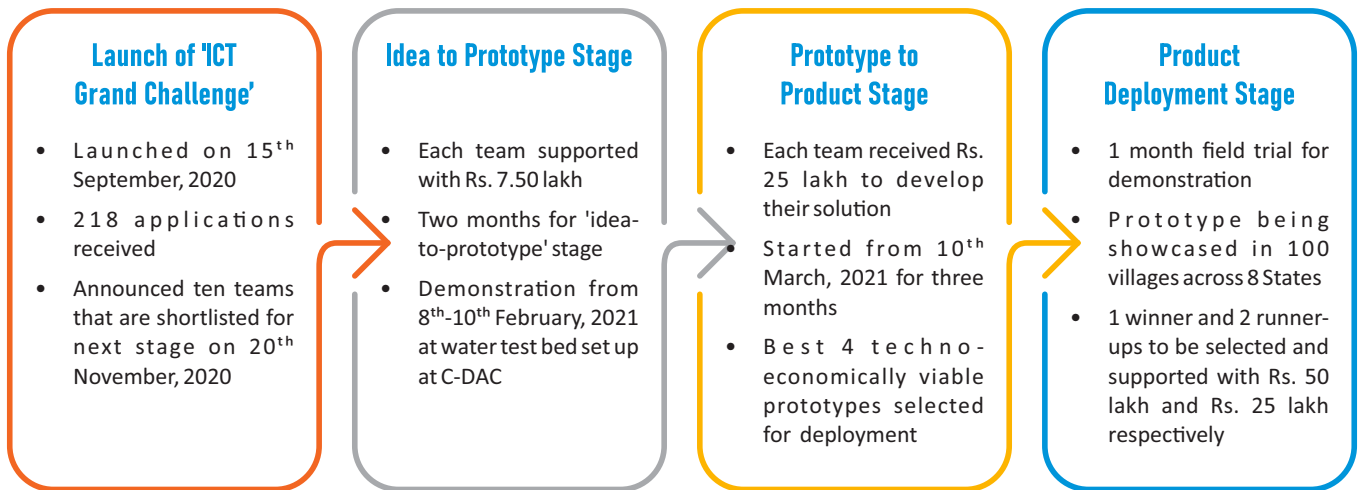 Launch of 'ICT
Grand Challenge'
• Launched on 15th
September, 2020
• 218 applications
received
• Announced ten teams
that are shortlisted for
next stage on 20th
November, 2020
Idea to Prototype Stage
• Each team supported
with Rs. 7.50 lakh
• Two months for 'idea-
to-prototype' stage
• Demonstration from
8th-10th February, 2021
at water test bed set up
at C-DAC
Prototype to
Product Stage
• Each team received Rs.
25 lakh to develop
their solution
• Started from 10th
March, 2021 for three
months
• Best 4 techno-
economically viable
prototypes selected
for deployment
Product
Deployment Stage
• 1 month field trial for
demonstration
• Prototype being
showcased in 100
villages across 8 States
• 1 winner and 2 runner-
ups to be selected and
supported with Rs. 50
lakh and Rs. 25 lakh
respectively